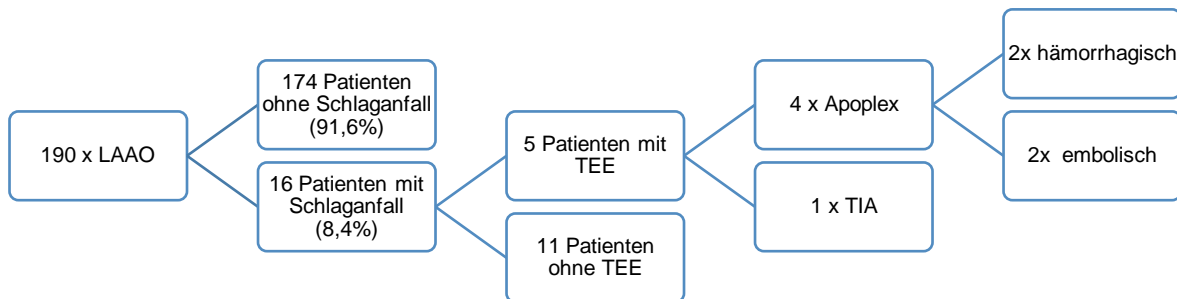 190 x LAAO
174 Patienten
ohne Schlaganfall
(91,6%)
16 Patienten mit
Schlaganfall
(8,4%)
5 Patienten mit
TEE
11 Patienten
ohne TEE
4 x Apoplex
1 x TIA
2x hämorrhagisch
2x embolisch